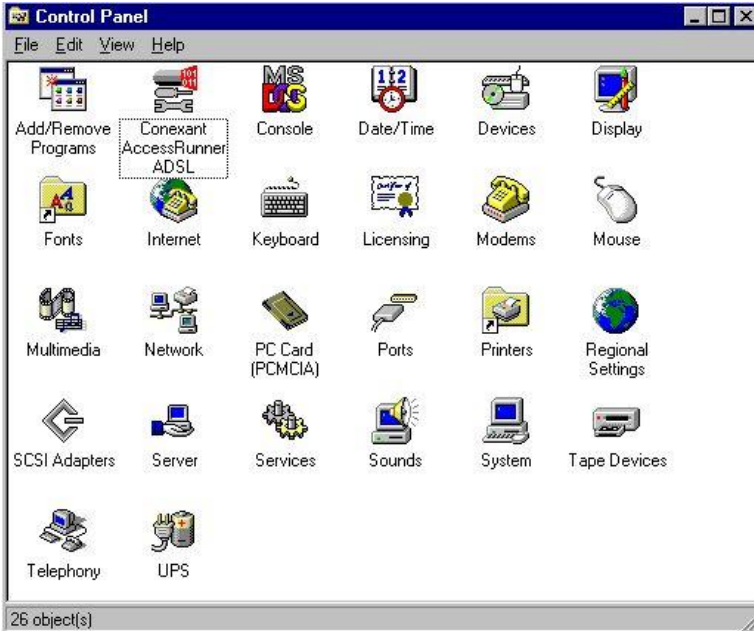 Control Panel
File Edit View Help
Add/Remove Programs
Conexant AccessRunner ADSL
MS DOS
Console
Date/Time
Devices
Display
Fonts
Internet
Keyboard
Licensing
Modems
Mouse
Multimedia
Network
PC Card (PCMCIA)
Ports
Printers
Regional Settings
SCSI Adapters
Server
Services
Sounds
System
Tape Devices
Telephony
UPS
26 object(s)